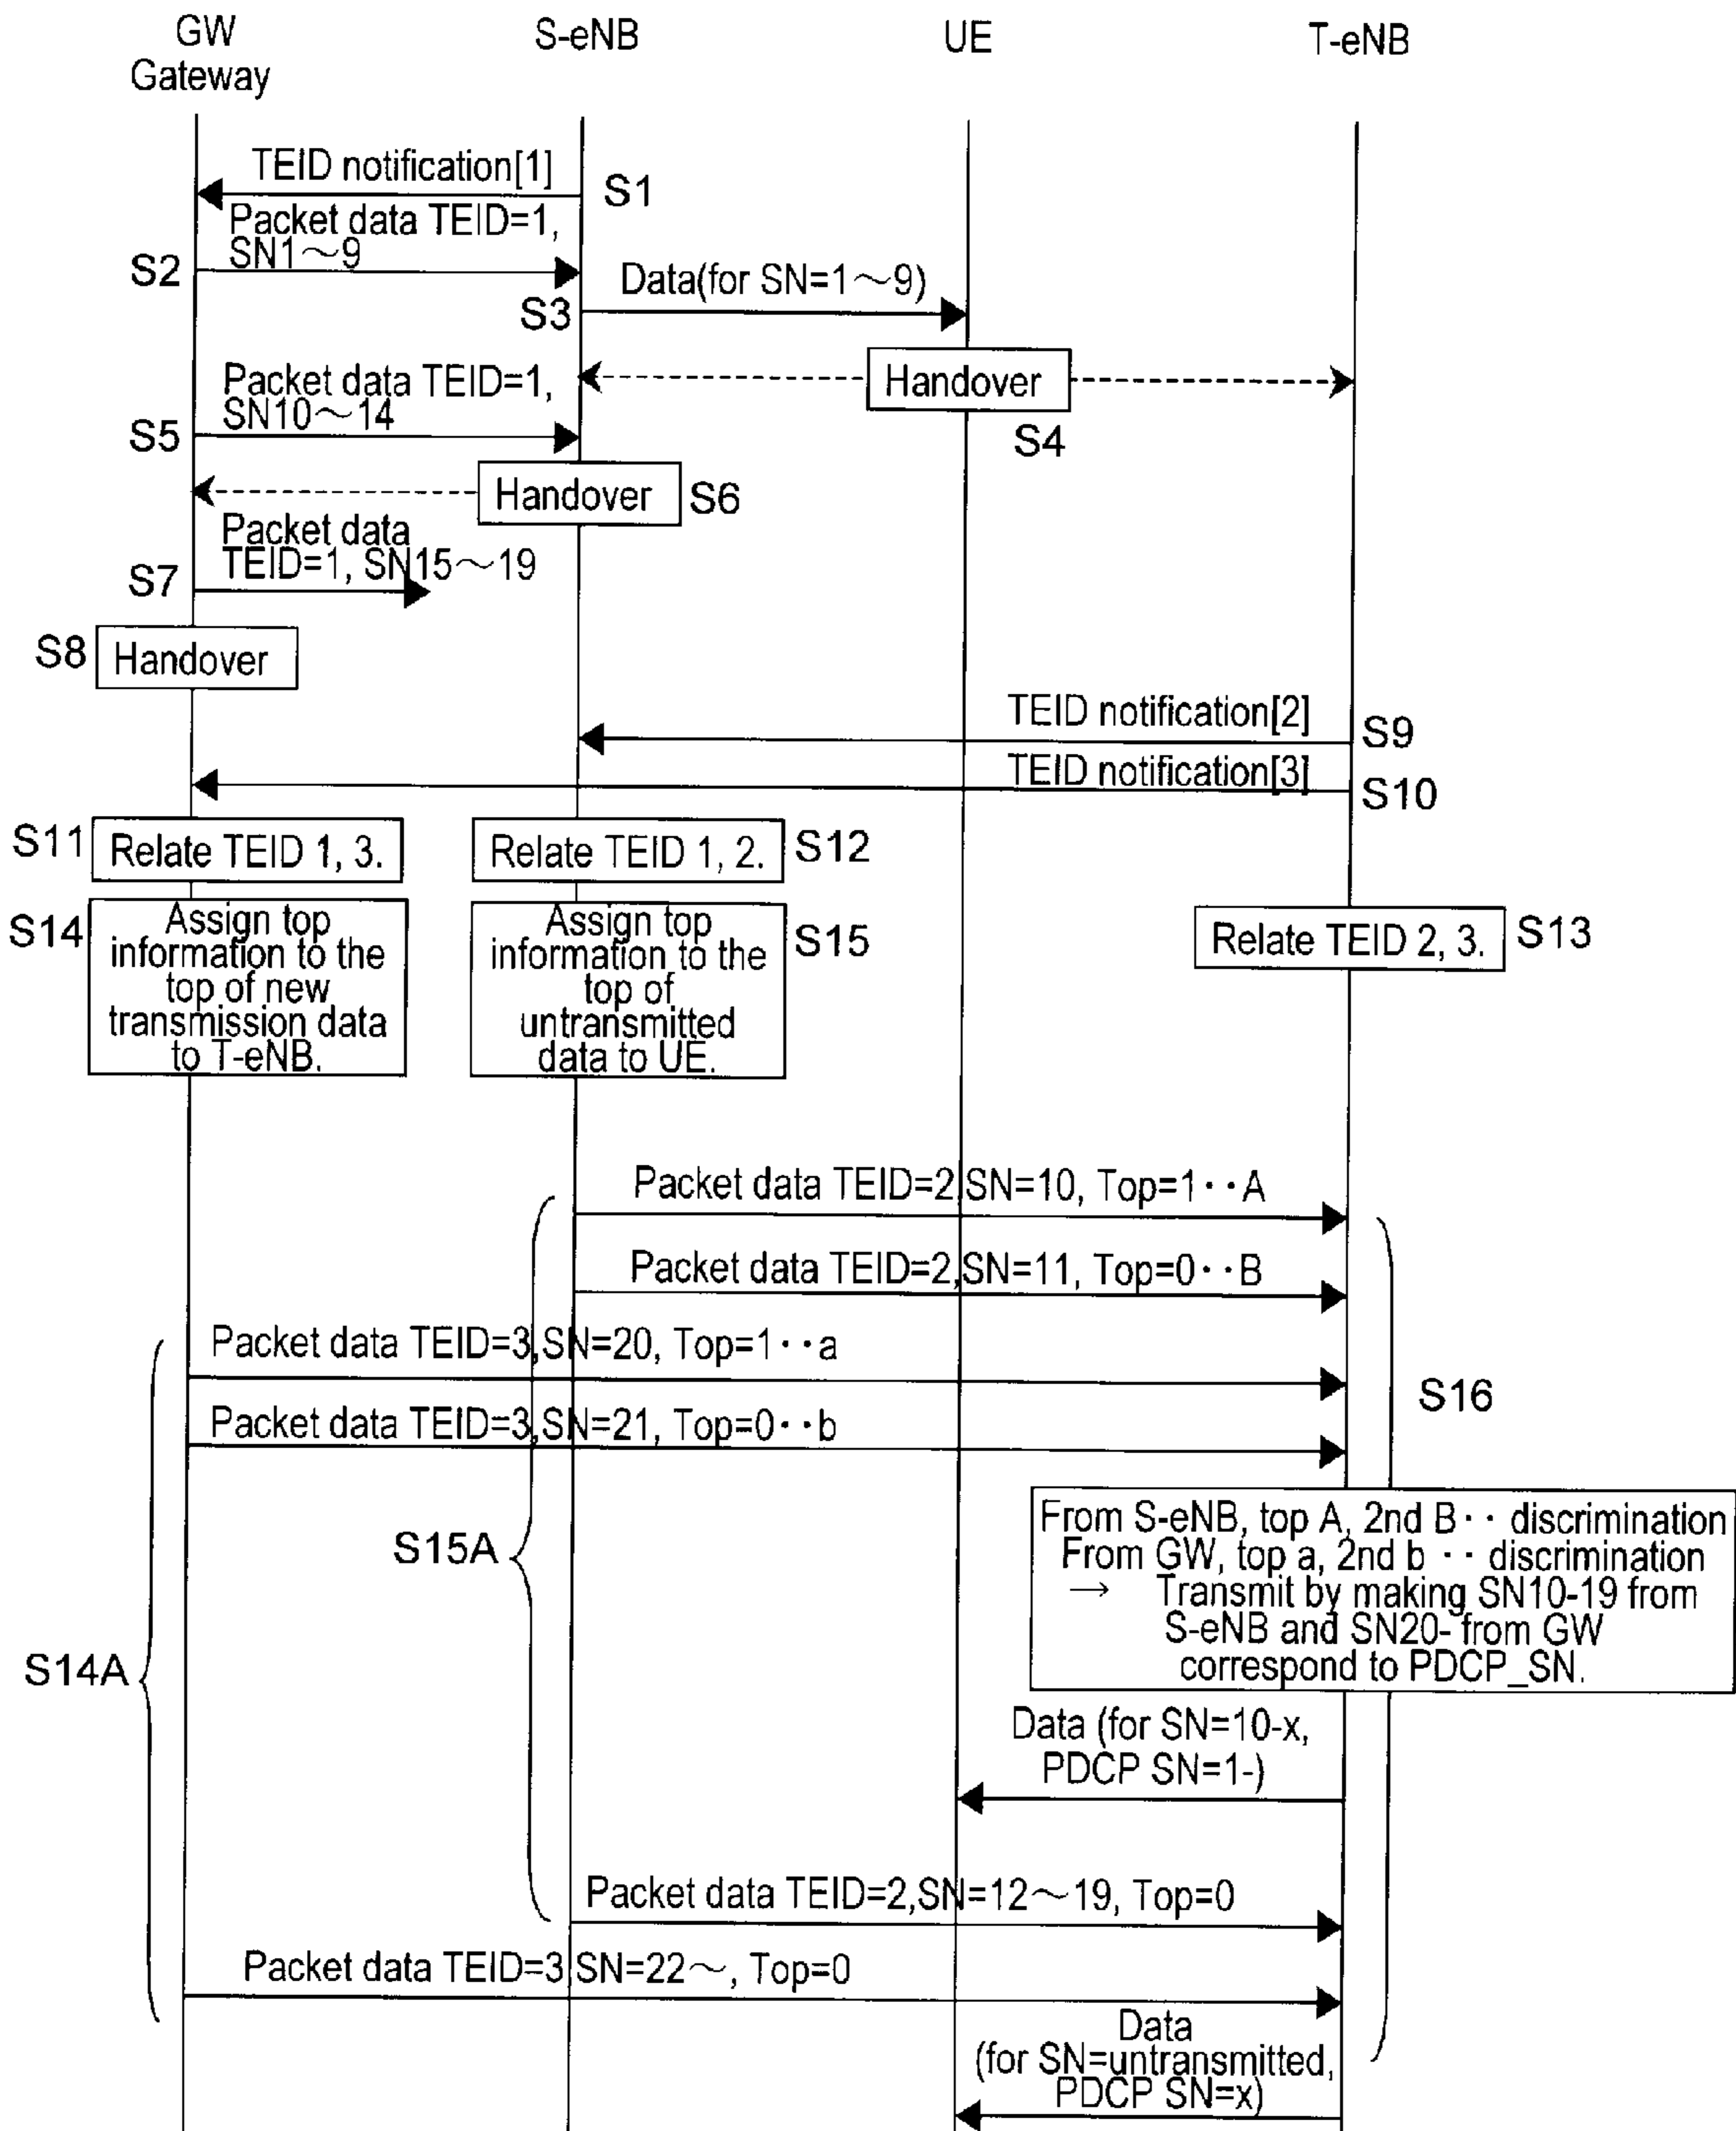 GW
Gateway
S-eNB
UE
T-eNB
TEID notification[1]
S1
Packet data TEID=1,
SN1～9
S2
Data(for SN=1～9)
S3
Handover
S4
Packet data TEID=1,
SN10～14
S5
Handover
S6
Packet data
TEID=1, SN15～19
S7
S8
Handover
TEID notification[2]
S9
TEID notification[3]
S10
S11
Relate TEID 1, 3.
Relate TEID 1, 2.
S12
S14
Assign top
information to the
top of new
transmission data
to T-eNB.
Assign top
information to the
top of
untransmitted
data to UE.
S15
Relate TEID 2, 3.
S13
Packet data TEID=2,SN=10, Top=1‥A
Packet data TEID=2,SN=11, Top=0‥B
Packet data TEID=3,SN=20, Top=1‥a
S16
Packet data TEID=3,SN=21, Top=0‥b
S15A
From S-eNB, top A, 2nd B‥ discrimination
From GW, top a, 2nd b ‥ discrimination
→ Transmit by making SN10-19 from
S-eNB and SN20- from GW
correspond to PDCP_SN.
S14A
Data (for SN=10-x,
PDCP SN=1-)
Packet data TEID=2,SN=12～19, Top=0
Packet data TEID=3,SN=22～, Top=0
Data
(for SN=untransmitted,
PDCP SN=x)